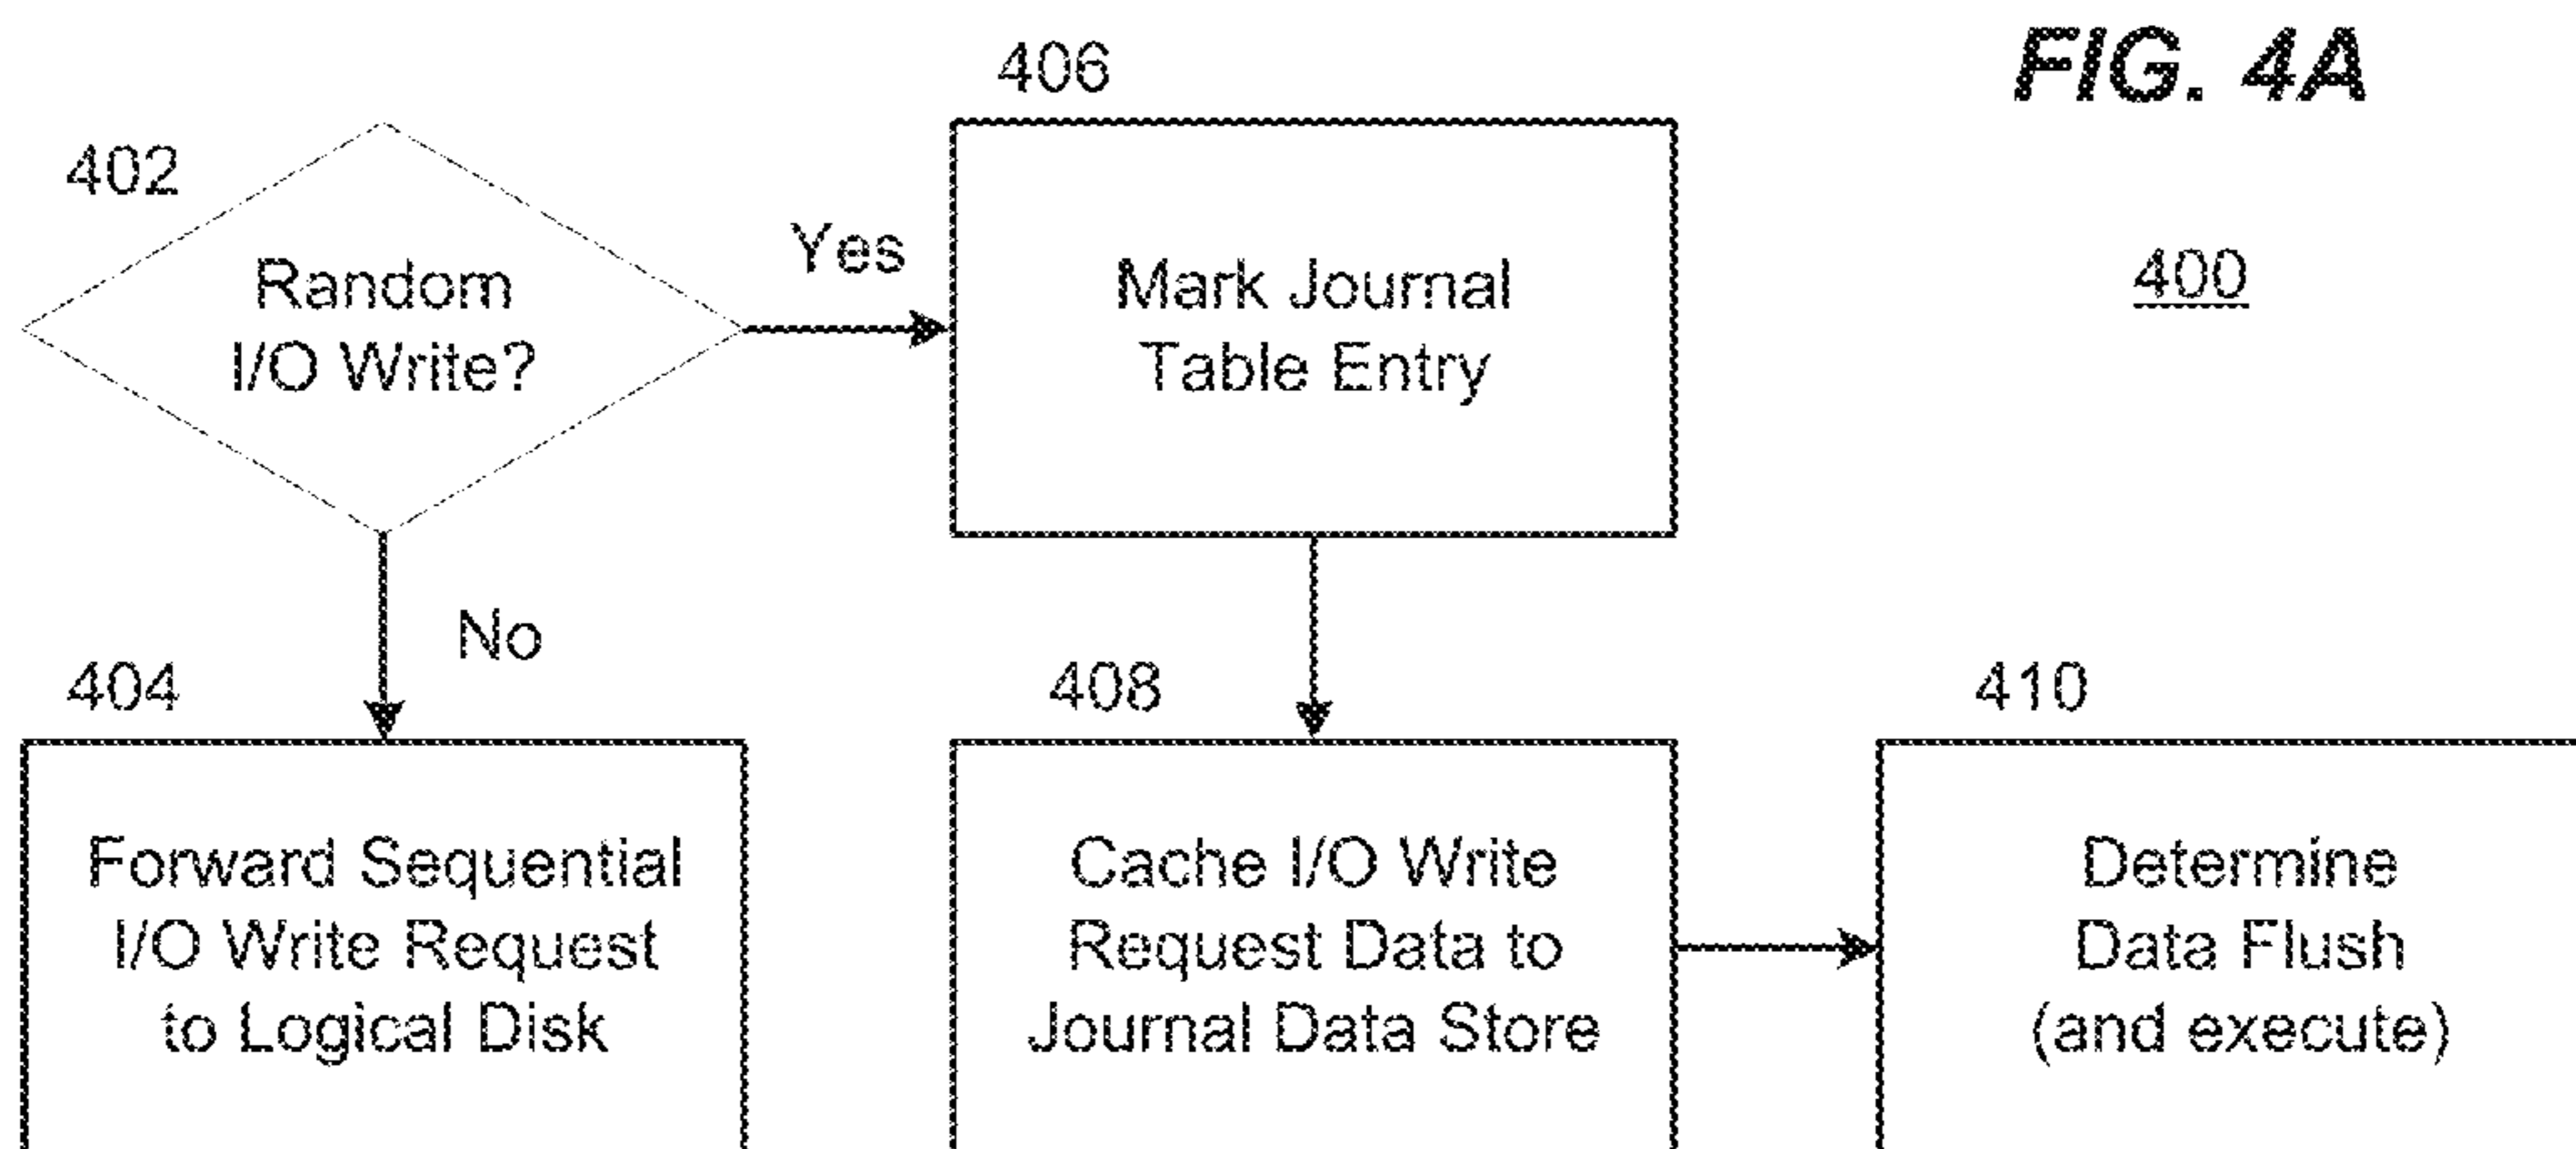 FIG. 4A
400
402
Random
I/O Write?
Yes
No
406
Mark Journal
Table Entry
404
Forward Sequential
I/O Write Request
to Logical Disk
408
Cache I/O Write
Request Data to
Journal Data Store
410
Determine
Data Flush
(and execute)